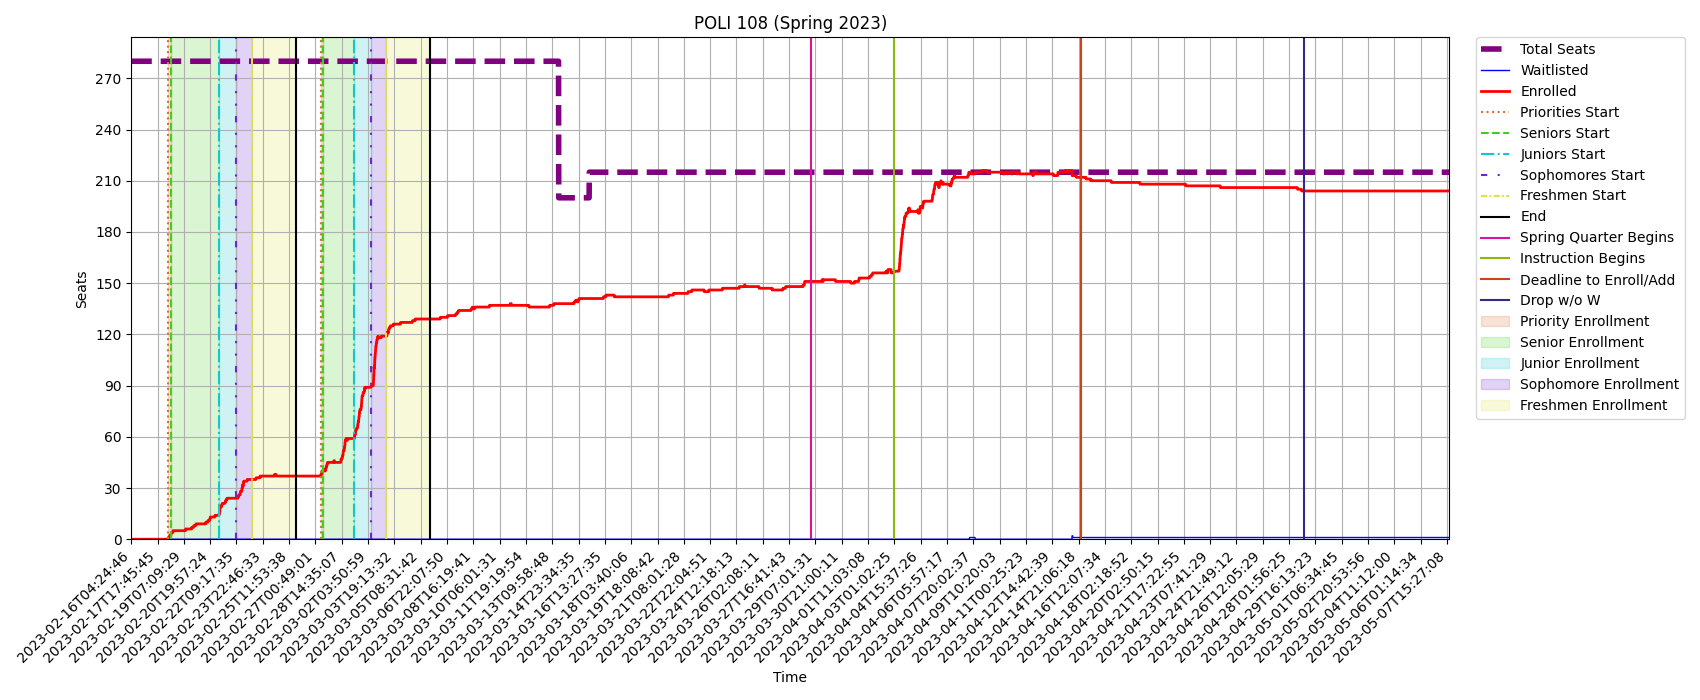 POLI 108 (Spring 2023)
Seats
270
240
210
180
150
120
90
60
30
0
2023-02-16T04:24:46
2023-02-17T17:45:45
2023-02-19T07:09:29
2023-02-20T19:57:24
2023-02-22T09:17:35
2023-02-23T22:46:33
2023-02-25T11:53:38
2023-02-27T00:49:01
2023-02-28T14:35:07
2023-03-02T03:50:59
2023-03-03T19:13:32
2023-03-05T08:31:42
2023-03-06T22:07:50
2023-03-08T16:19:41
2023-03-10T06:01:31
2023-03-11T19:19:54
2023-03-13T09:58:48
2023-03-14T23:34:35
2023-03-16T13:27:35
2023-03-18T03:40:06
2023-03-19T18:08:42
2023-03-21T08:01:28
2023-03-22T22:04:51
2023-03-24T12:18:13
2023-03-26T02:08:11
2023-03-27T16:41:43
2023-03-29T07:01:31
2023-03-30T21:00:11
2023-04-01T11:03:08
2023-04-03T01:02:25
2023-04-04T15:37:26
2023-04-06T05:57:17
2023-04-07T20:02:37
2023-04-09T10:20:03
2023-04-11T00:25:23
2023-04-12T14:42:39
2023-04-14T21:06:18
2023-04-16T12:07:34
2023-04-18T02:18:52
2023-04-20T02:50:15
2023-04-21T17:22:55
2023-04-23T07:41:29
2023-04-24T21:49:12
2023-04-26T12:05:29
2023-04-28T01:56:25
2023-04-29T16:13:23
2023-05-01T06:34:45
2023-05-02T20:53:56
2023-05-04T11:12:00
2023-05-06T01:14:34
2023-05-07T15:27:08
Time
Total Seats
Waitlisted
Enrolled
Priorities Start
Seniors Start
Juniors Start
Sophomores Start
Freshmen Start
End
Spring Quarter Begins
Instruction Begins
Deadline to Enroll/Add
Drop w/o W
Priority Enrollment
Senior Enrollment
Junior Enrollment
Sophomore Enrollment
Freshmen Enrollment